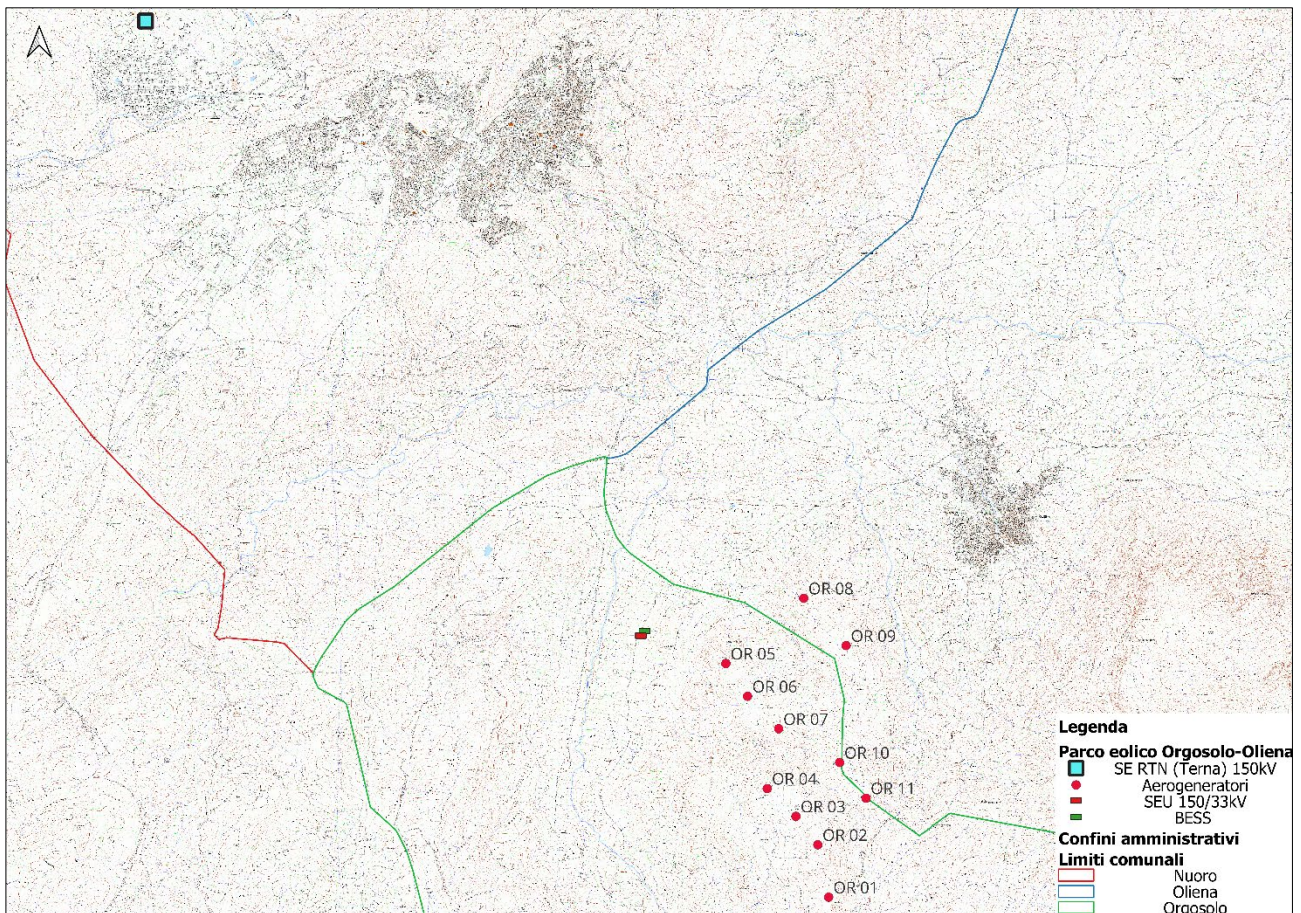 OR 08
OR 09
OR 05
OR 06
OR 07
OR 10
OR 04
OR 11
OR 03
OR 02
OR 01
Legenda
Parco eolico Orgosolo-Oliena
SE RTN (Terna) 150kV
Aerogeneratori
SEU 150/33kV
BESS
Confini amministrativi
Limiti comunali
Nuoro
Oliena
Orgosolo